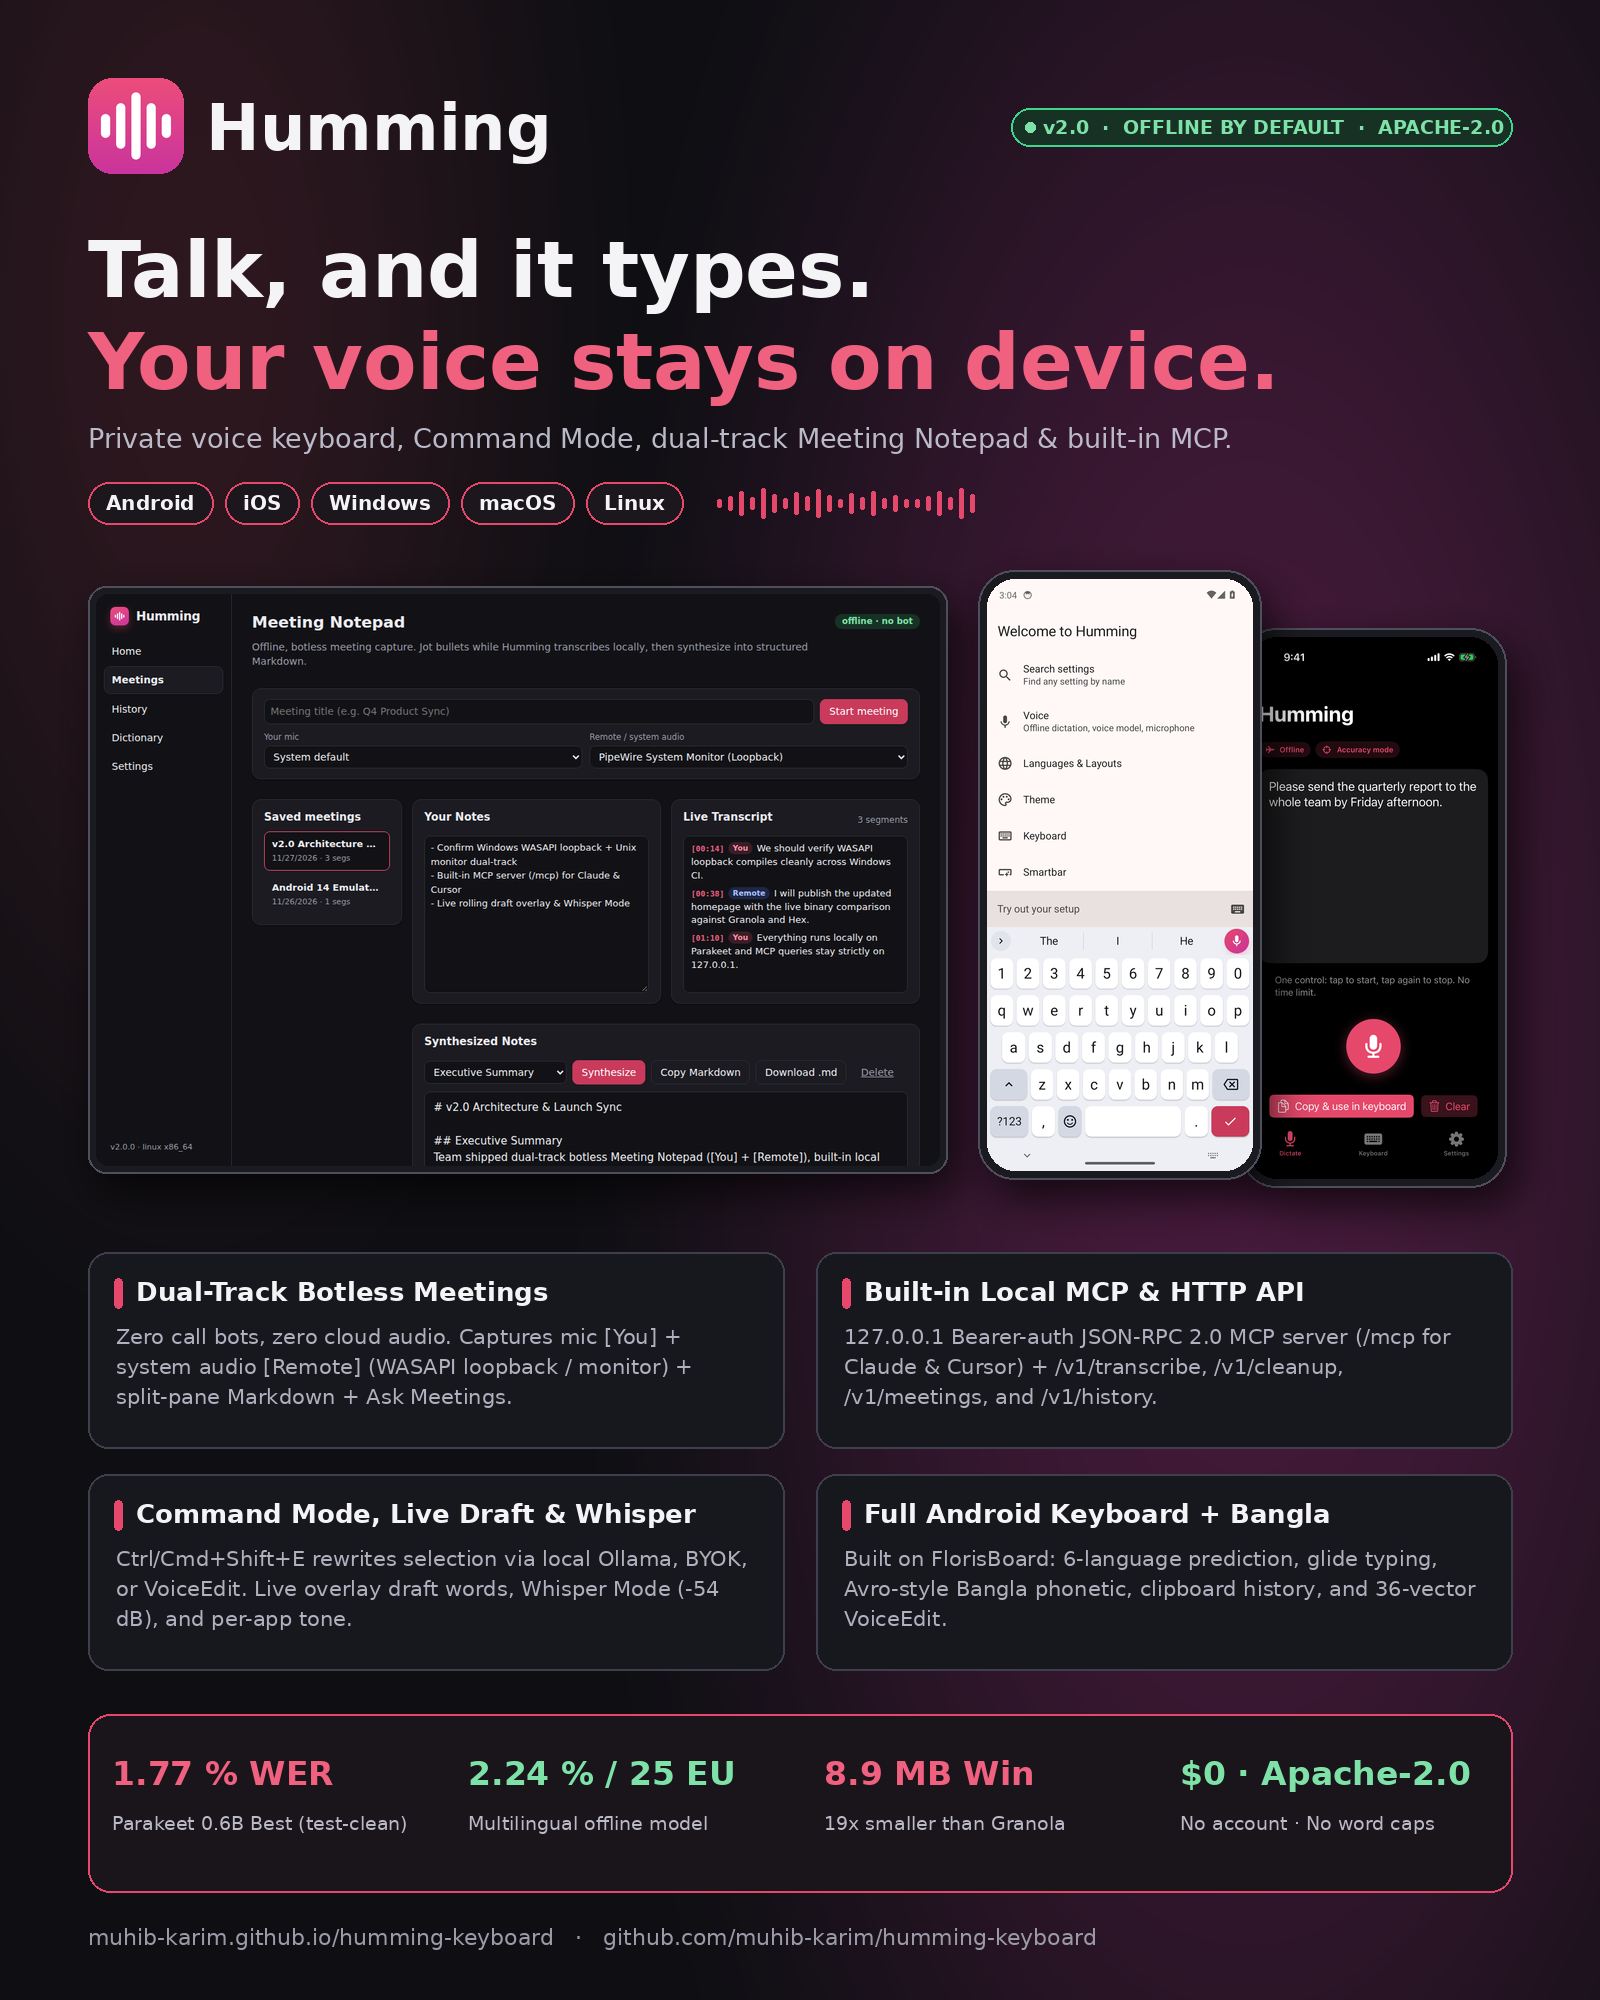 Humming
v2.0 · OFFLINE BY DEFAULT · APACHE-2.0
Talk, and it types.
Your voice stays on device.
Private voice keyboard, Command Mode, dual-track Meeting Notepad & built-in MCP.
Android
iOS
Windows
macOS
Linux
Humming
Home
Meetings
History
Dictionary
Settings
v2.0.0 · linux x86_64
Meeting Notepad
offline · no bot
Offline, botless meeting capture. Jot bullets while Humming transcribes locally, then synthesize into structured
Markdown.
Meeting title (e.g. Q4 Product Sync)
Start meeting
Your mic
Remote / system audio
System default
PipeWire System Monitor (Loopback)
Saved meetings
v2.0 Architecture ...
11/27/2026 · 3 segs
Android 14 Emulat...
11/26/2026 · 1 segs
Your Notes
- Confirm Windows WASAPI loopback + Unix
monitor dual-track
- Built-in MCP server (/mcp) for Claude &
Cursor
- Live rolling draft overlay & Whisper Mode
Live Transcript
3 segments
[00:14] You We should verify WASAPI
loopback compiles cleanly across Windows
CI.
[00:38] Remote I will publish the updated
homepage with the live binary comparison
against Granola and Hex.
[01:10] You Everything runs locally on
Parakeet and MCP queries stay strictly on
127.0.0.1.
Synthesized Notes
Executive Summary
Synthesize
Copy Markdown
Download .md
Delete
# v2.0 Architecture & Launch Sync
## Executive Summary
Team shipped dual-track botless Meeting Notepad ([You] + [Remote]), built-in local
3:04
Welcome to Humming
Search settings
Find any setting by name
Voice
Offline dictation, voice model, microphone
Languages & Layouts
Theme
Keyboard
Smartbar
Try out your setup
The I He
1 2 3 4 5 6 7 8 9 0
q w e r t y u i o p
a s d f g h j k l
z x c v b n m
?123 , .
9:41
Humming
Offline
Accuracy mode
Please send the quarterly report to the
whole team by Friday afternoon.
One control: tap to start, tap again to stop. No
time limit.
Copy & use in keyboard
Clear
Dictate
Keyboard
Settings
Dual-Track Botless Meetings
Zero call bots, zero cloud audio. Captures mic [You] +
system audio [Remote] (WASAPI loopback / monitor) +
split-pane Markdown + Ask Meetings.
Built-in Local MCP & HTTP API
127.0.0.1 Bearer-auth JSON-RPC 2.0 MCP server (/mcp for
Claude & Cursor) + /v1/transcribe, /v1/cleanup,
/v1/meetings, and /v1/history.
Command Mode, Live Draft & Whisper
Ctrl/Cmd+Shift+E rewrites selection via local Ollama, BYOK,
or VoiceEdit. Live overlay draft words, Whisper Mode (-54
dB), and per-app tone.
Full Android Keyboard + Bangla
Built on FlorisBoard: 6-language prediction, glide typing,
Avro-style Bangla phonetic, clipboard history, and 36-vector
VoiceEdit.
1.77 % WER
Parakeet 0.6B Best (test-clean)
2.24 % / 25 EU
Multilingual offline model
8.9 MB Win
19x smaller than Granola
$0 · Apache-2.0
No account · No word caps
muhib-karim.github.io/humming-keyboard · github.com/muhib-karim/humming-keyboard